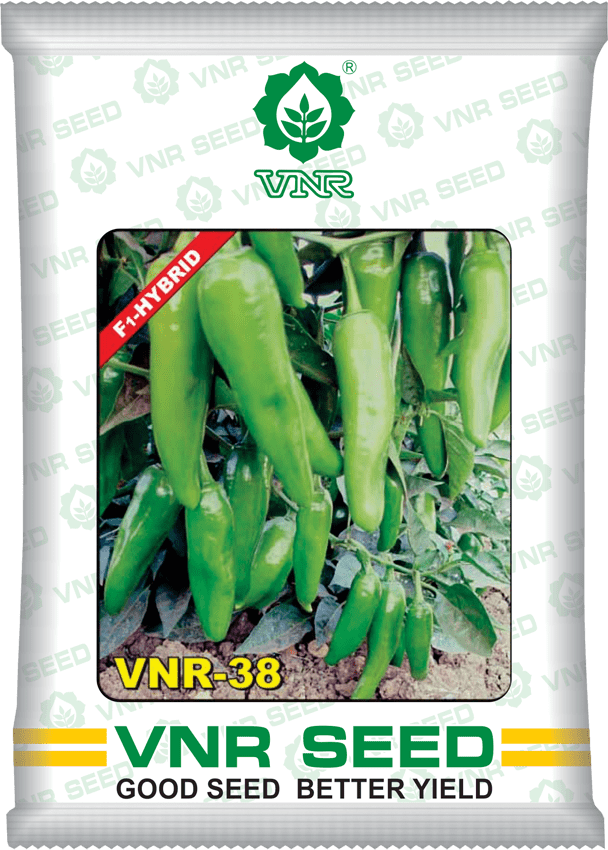 ®
VNR
F1-HYBRID
VNR-38
VNR SEED
GOOD SEED BETTER YIELD